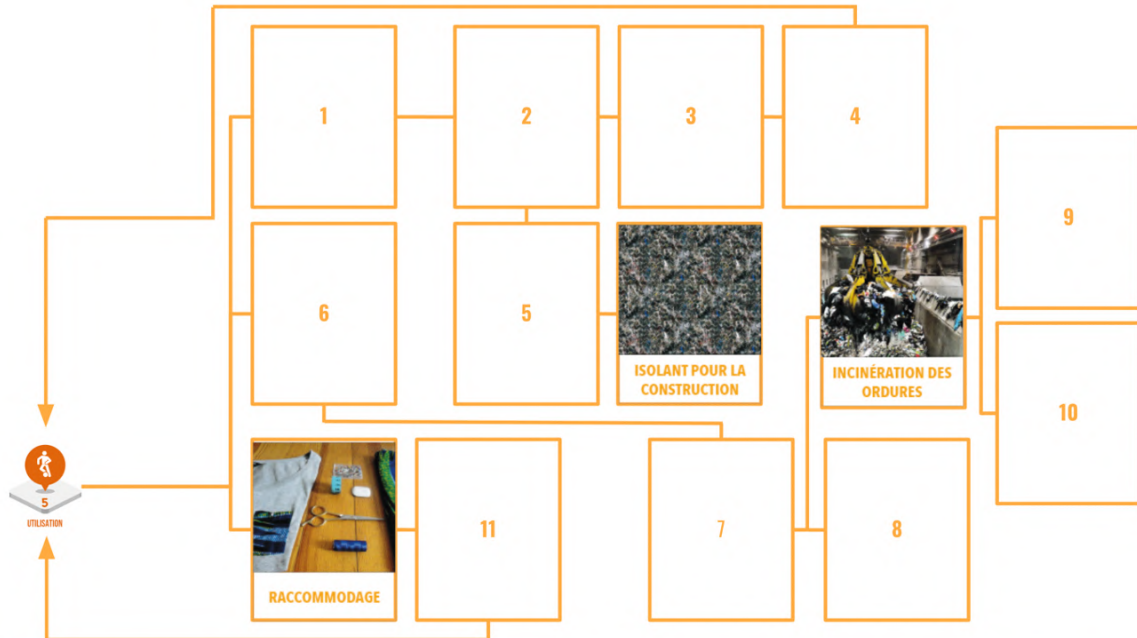 1
2
3
4
9
6
5
ISOLANT POUR LA
CONSTRUCTION
INCINÉRATION DES
ORDURES
10
5
UTILISATION
RACCOMMODAGE
11
7
8